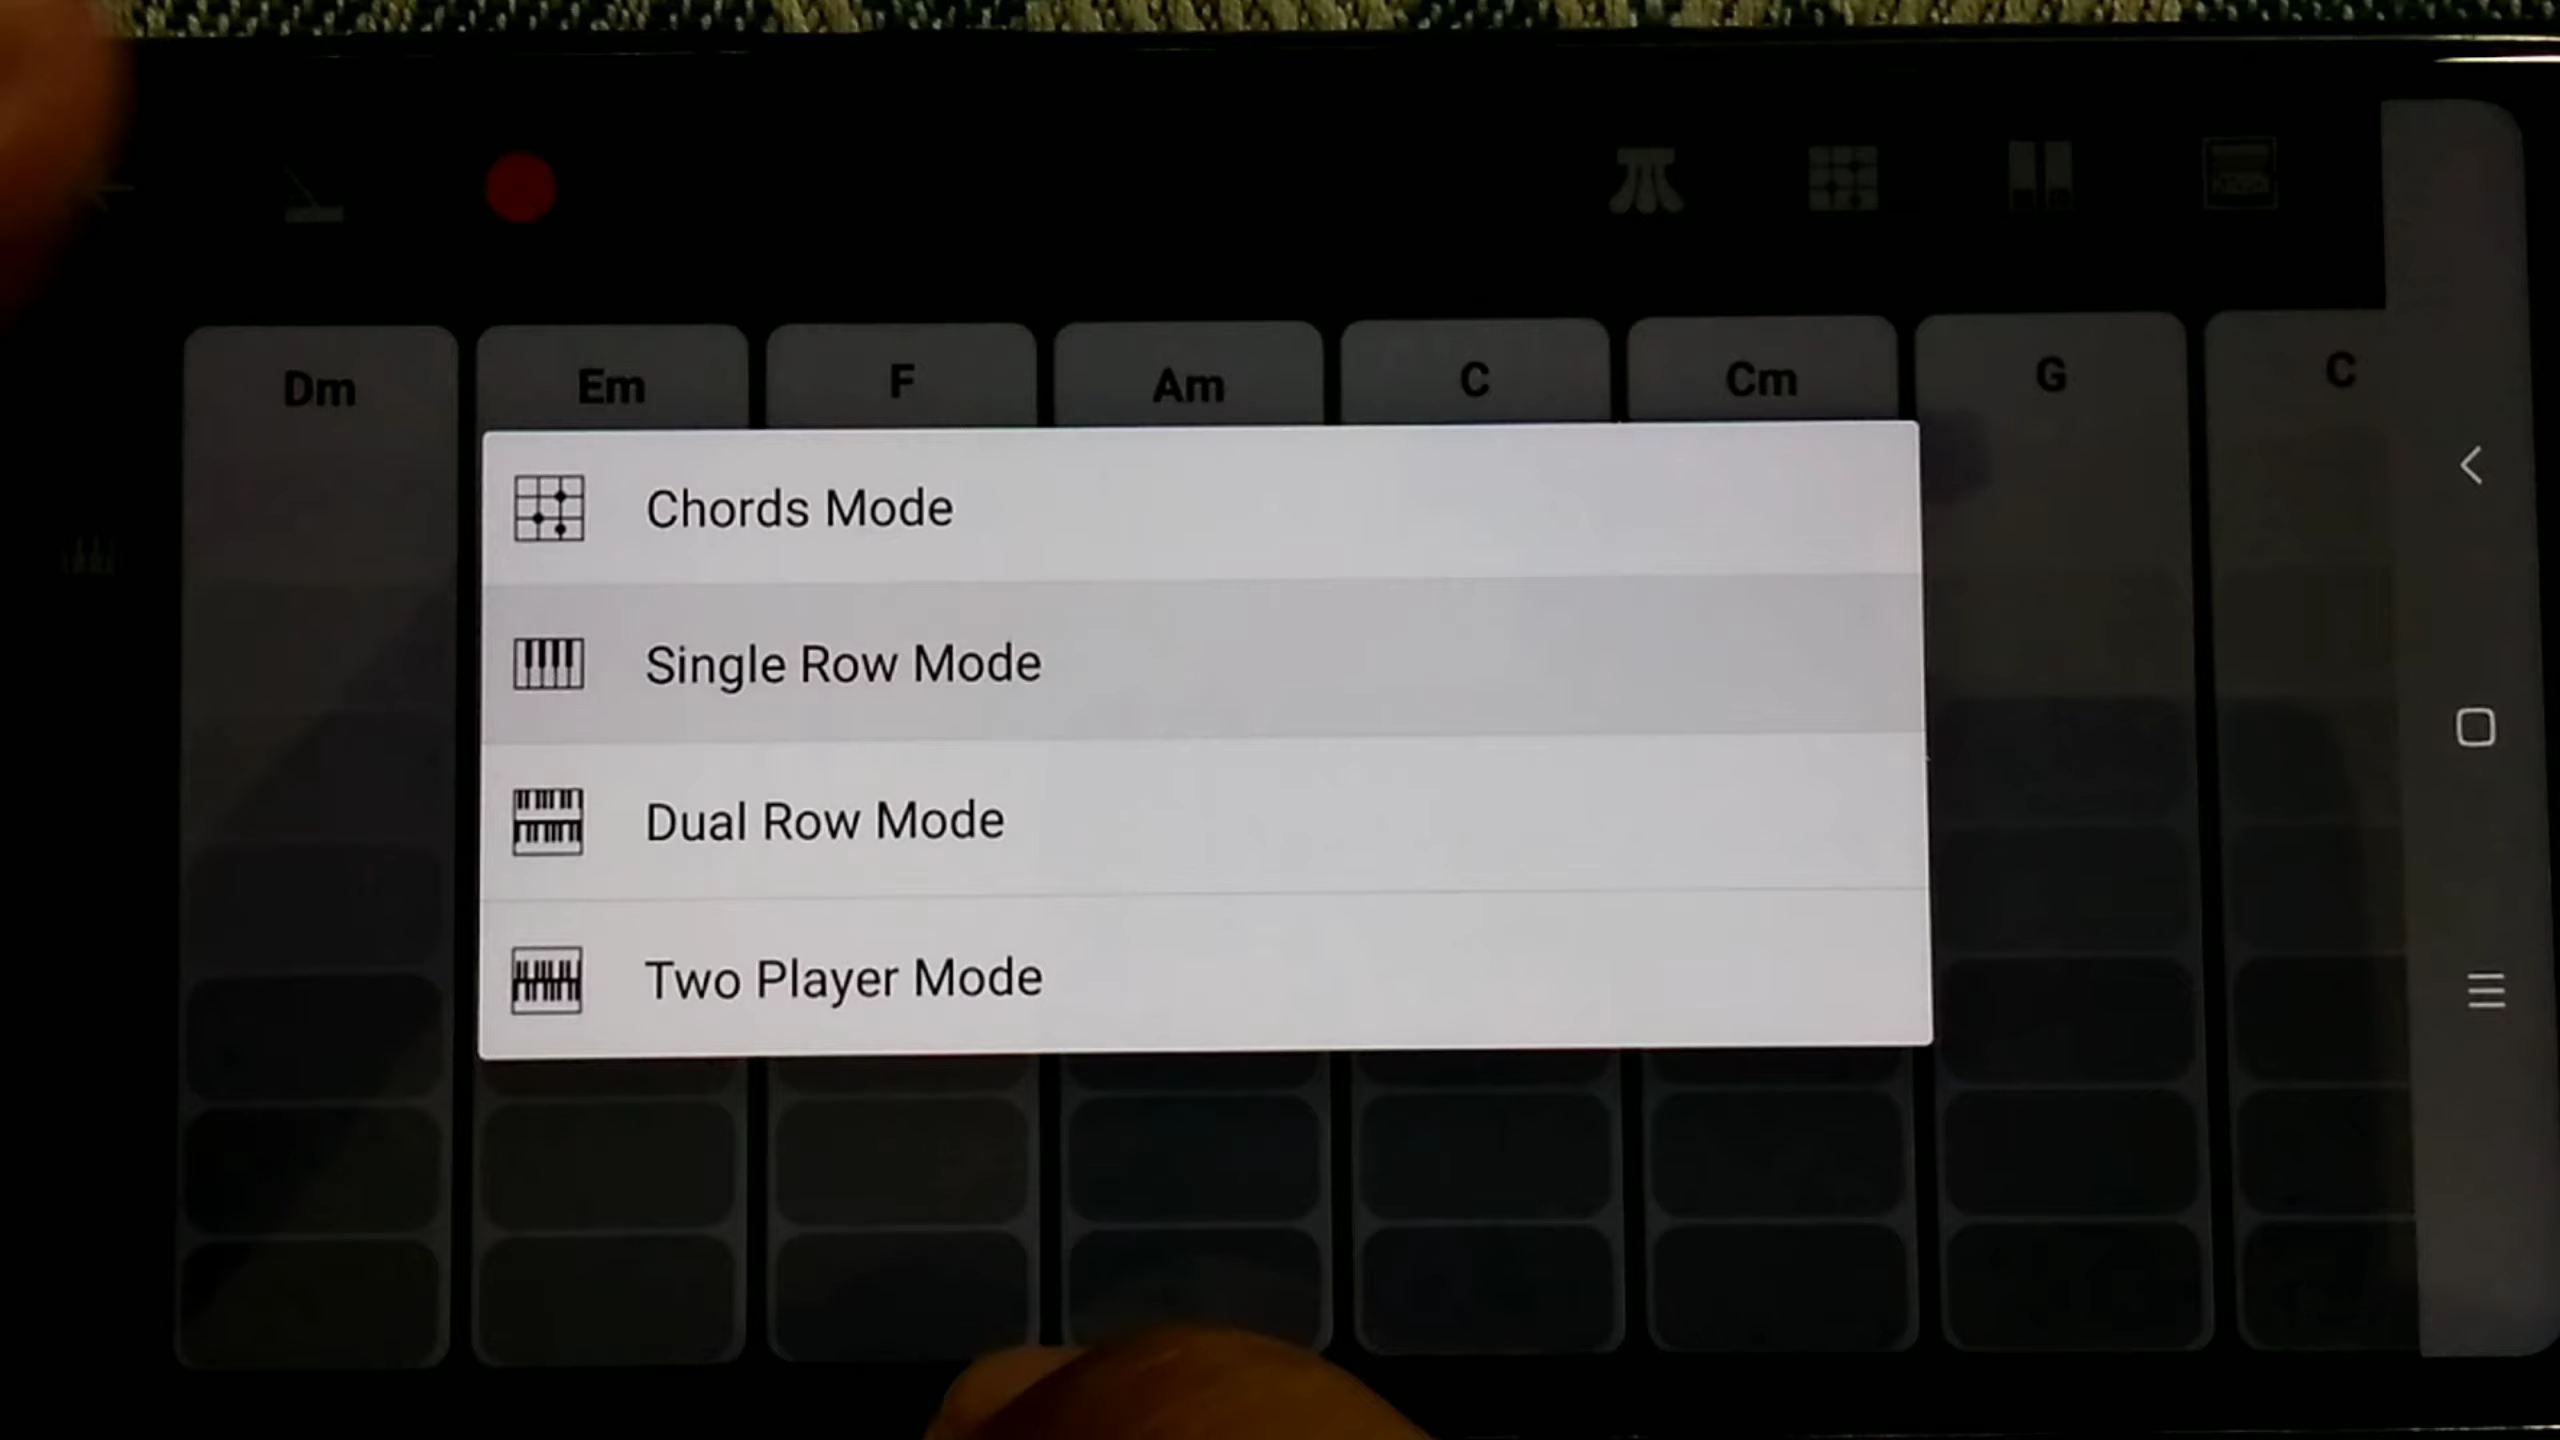 Dm Em F Am C Cm G C
Chords Mode
Single Row Mode
Dual Row Mode
Two Player Mode